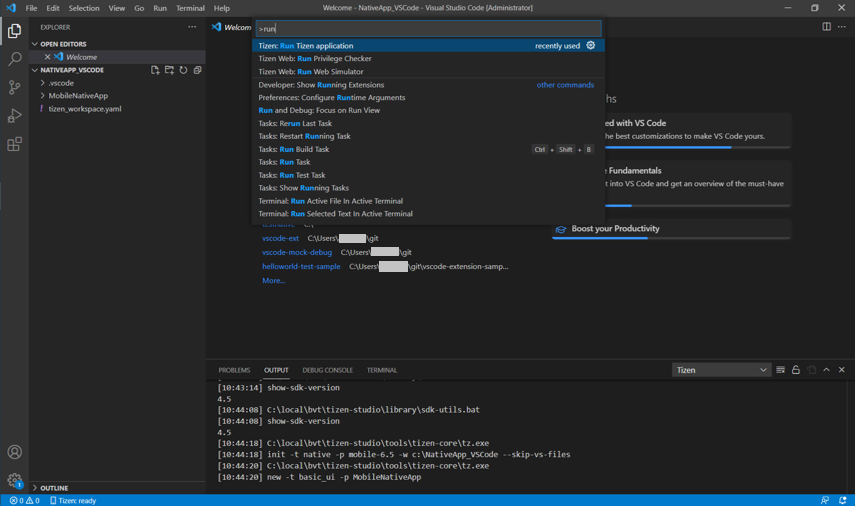 File Edit Selection View Go Run Terminal Help
Welcome - NativeApp_VSCode - Visual Studio Code [Administrator]
EXPLORER
OPEN EDITORS
Welcome
NATIVEAPP_VSCODE
.vscode
MobileNativeApp
tizen_workspace.yaml
OUTLINE
Welcome
>run
Tizen: Run Tizen application recently used
Tizen Web: Run Privilege Checker
Tizen Web: Run Web Simulator
Developer: Show Running Extensions other commands
Preferences: Configure Runtime Arguments
Run and Debug: Focus on Run View
Tasks: Rerun Last Task
Tasks: Restart Running Task
Tasks: Run Build Task Ctrl + Shift + B
Tasks: Run Task
Tasks: Run Test Task
Tasks: Show Running Tasks
Terminal: Run Active File In Active Terminal
Terminal: Run Selected Text In Active Terminal
vscode-ext C:\Users\ \git
vscode-mock-debug C:\Users\ \git
helloworld-test-sample C:\Users\ \git\vscode-extension-samp...
More...
hs
ed with VS Code
he best customizations to make VS Code yours.
Fundamentals
t into VS Code and get an overview of the must-have
Boost your Productivity
PROBLEMS OUTPUT DEBUG CONSOLE TERMINAL
Tizen
[10:43:14] show-sdk-version
4.5
[10:44:08] C:\local\bvt\tizen-studio\library\sdk-utils.bat
[10:44:08] show-sdk-version
4.5
[10:44:18] C:\local\bvt\tizen-studio\tools\tizen-core\tz.exe
[10:44:18] init -t native -p mobile-6.5 -w c:\NativeApp_VSCode --skip-vs-files
[10:44:20] C:\local\bvt\tizen-studio\tools\tizen-core\tz.exe
[10:44:20] new -t basic_ui -p MobileNativeApp
1
0 0 Tizen: ready